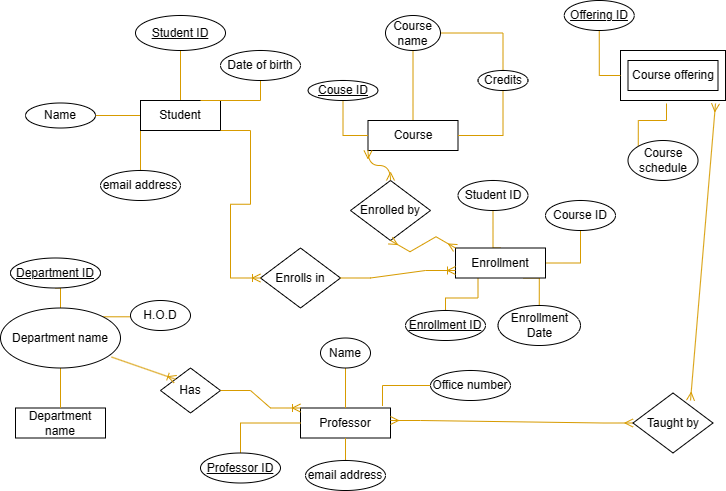 Student ID
Course
name
Offering ID
Date of birth
Credits
Course offering
Couse ID
Name
Student
Course
Course
schedule
email address
Student ID
Enrolled by
Course ID
Enrollment
Department ID
Enrolls in
H.O.D
Enrollment ID
Enrollment
Date
Department name
Name
Has
Office number
Department
name
Professor
Taught by
Professor ID
email address